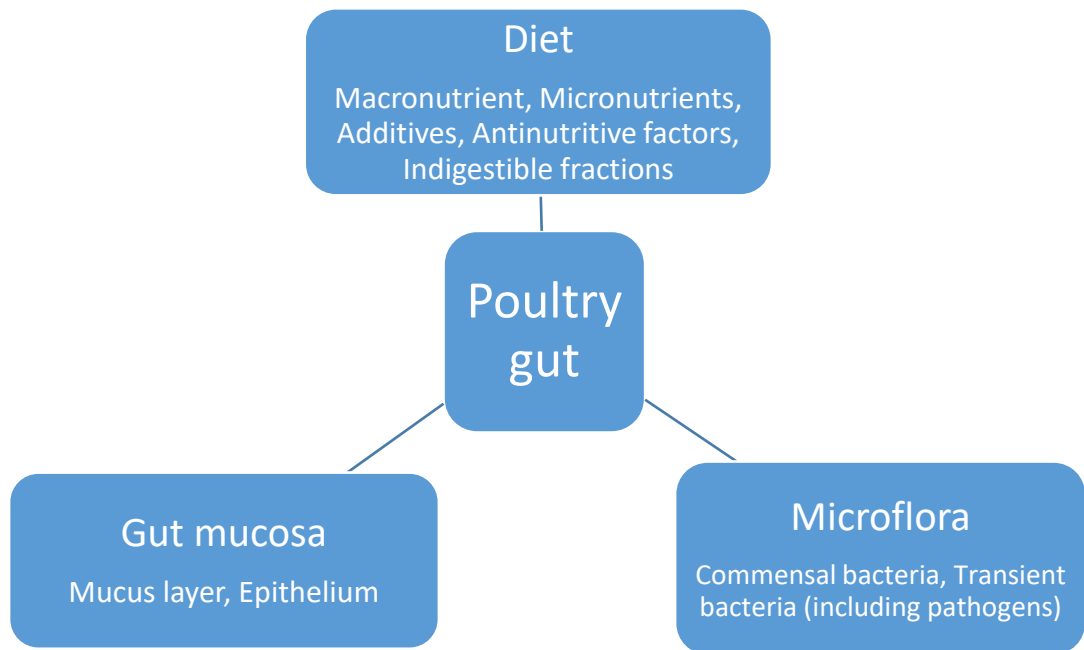 Diet
Macronutrient, Micronutrients,
Additives, Antinutritive factors,
Indigestible fractions
Poultry
gut
Gut mucosa
Mucus layer, Epithelium
Microflora
Commensal bacteria, Transient
bacteria (including pathogens)